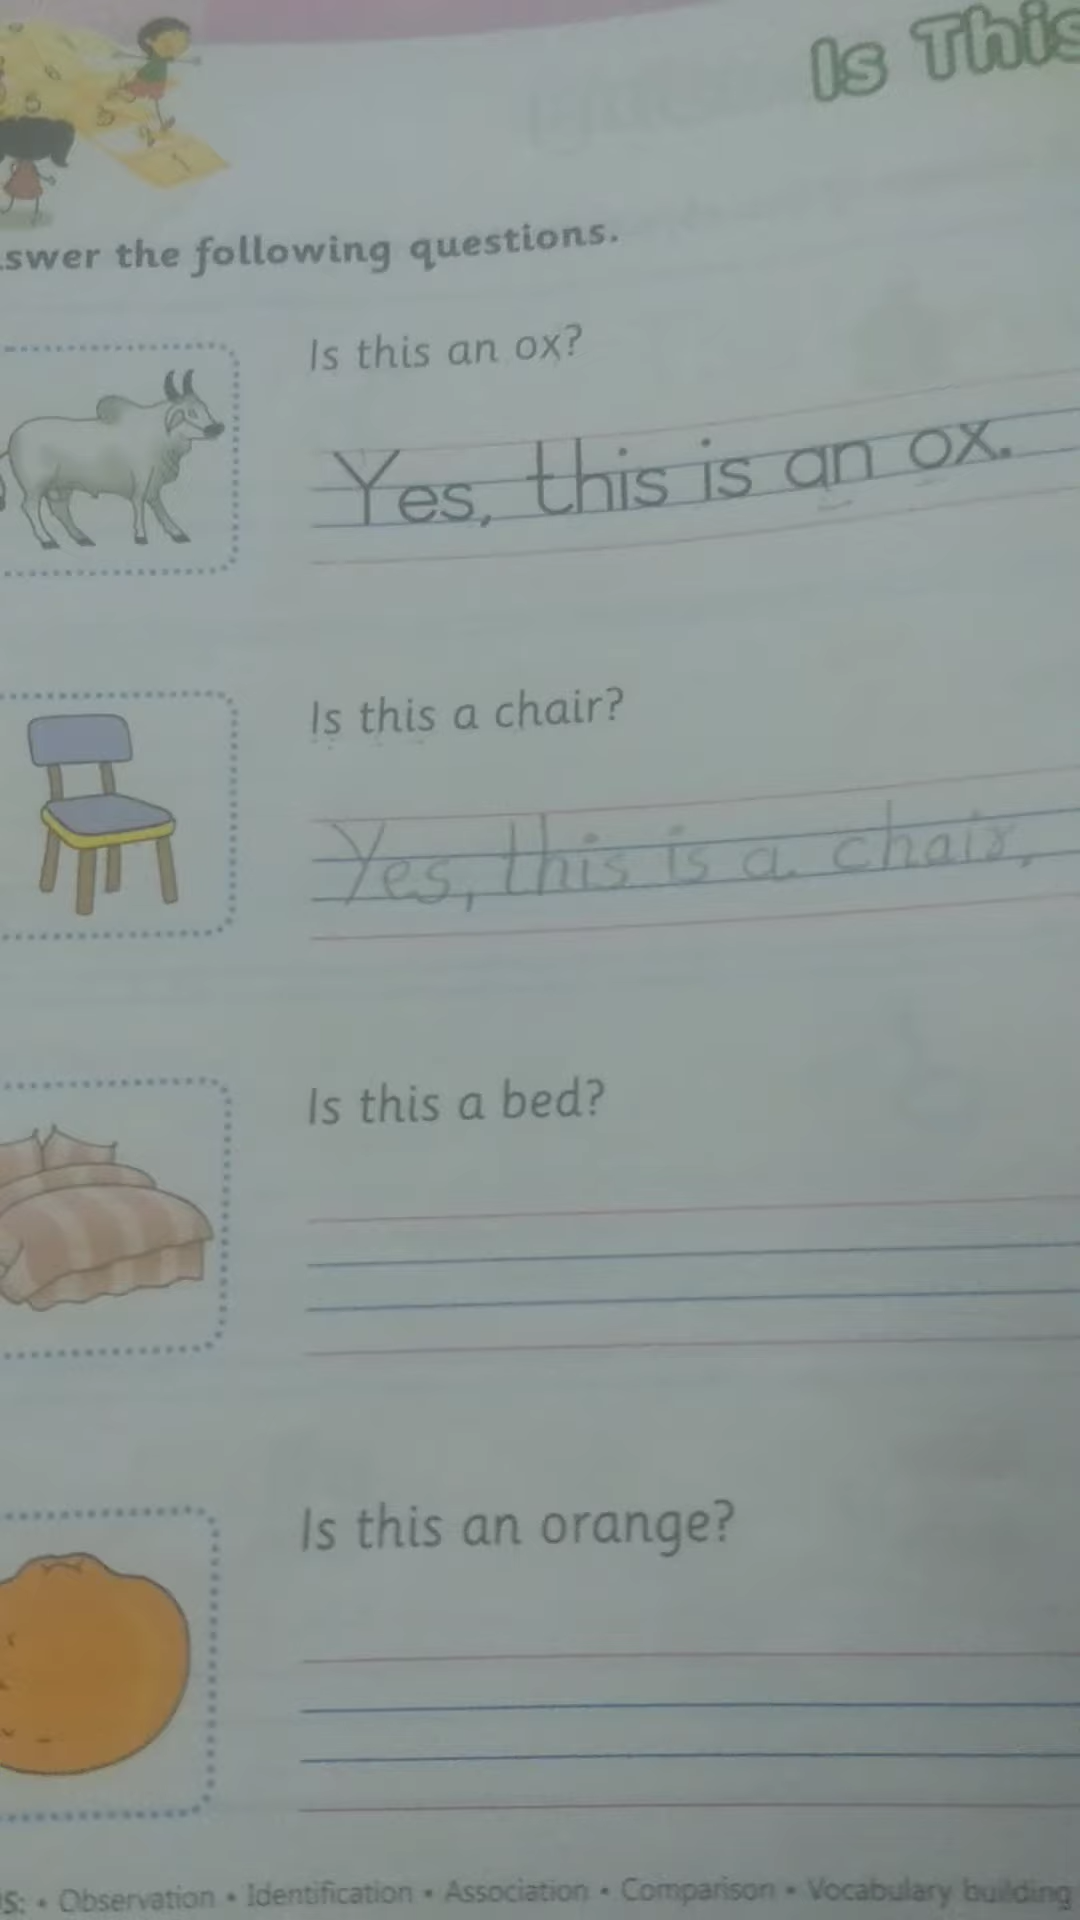 Is This
swer the following questions.
Is this an ox?
Yes, this is an ox.
Is this a chair?
Yes, this is a chair.
Is this a bed?
Is this an orange?
• Observation • Identification • Association • Comparison • Vocabulary building